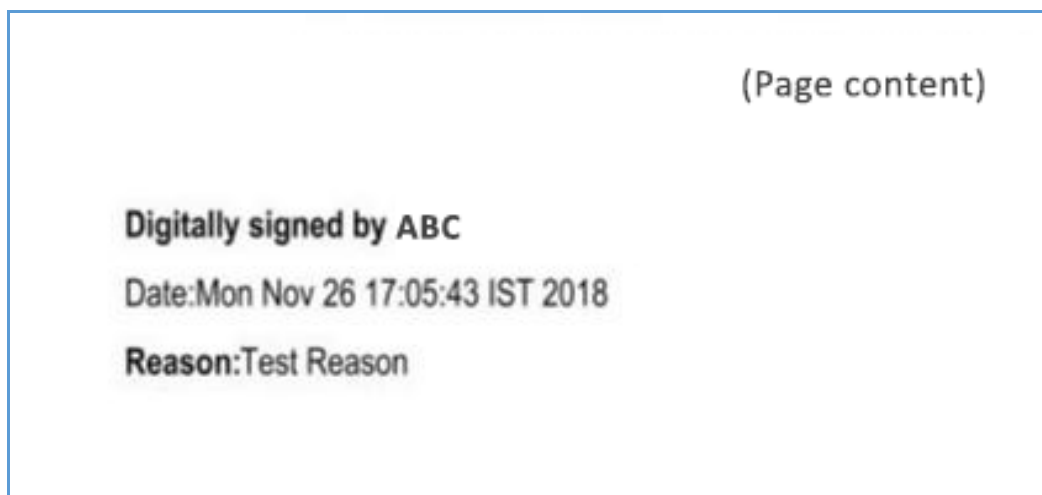 (Page content)
Digitally signed by ABC
Date:Mon Nov 26 17:05:43 IST 2018
Reason:Test Reason